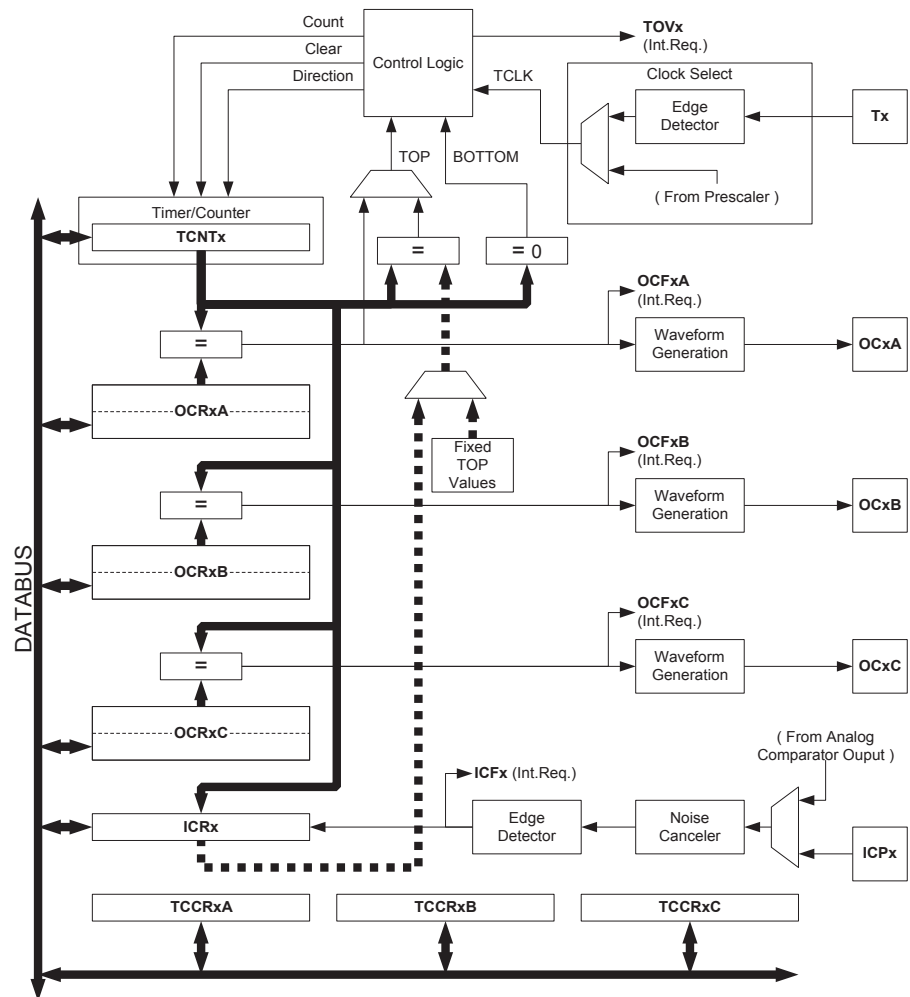 Count
Clear
Direction
Control Logic
TOVx
(Int.Req.)
TCLK
Clock Select
Edge
Detector
Tx
( From Prescaler )
TOP
BOTTOM
Timer/Counter
TCNTx
=
= 0
=
OCRxA
OCFxA
(Int.Req.)
Waveform
Generation
OCxA
Fixed
TOP
Values
=
OCRxB
OCFxB
(Int.Req.)
Waveform
Generation
OCxB
DATABUS
=
OCRxC
OCFxC
(Int.Req.)
Waveform
Generation
OCxC
( From Analog
Comparator Ouput )
ICFx (Int.Req.)
ICRx
Edge
Detector
Noise
Canceler
ICPx
TCCRxA
TCCRxB
TCCRxC